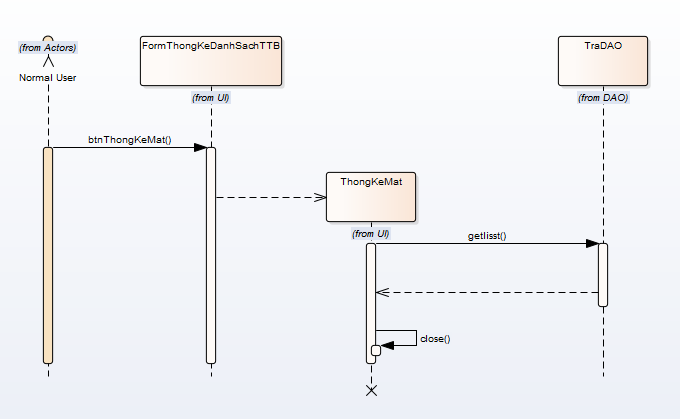 (from Actors)
Normal User
FormThongKeDanhSachTTB
(from UI)
TraDAO
(from DAO)
btnThongKeMat()
ThongKeMat
(from UI)
getlisst()
close()